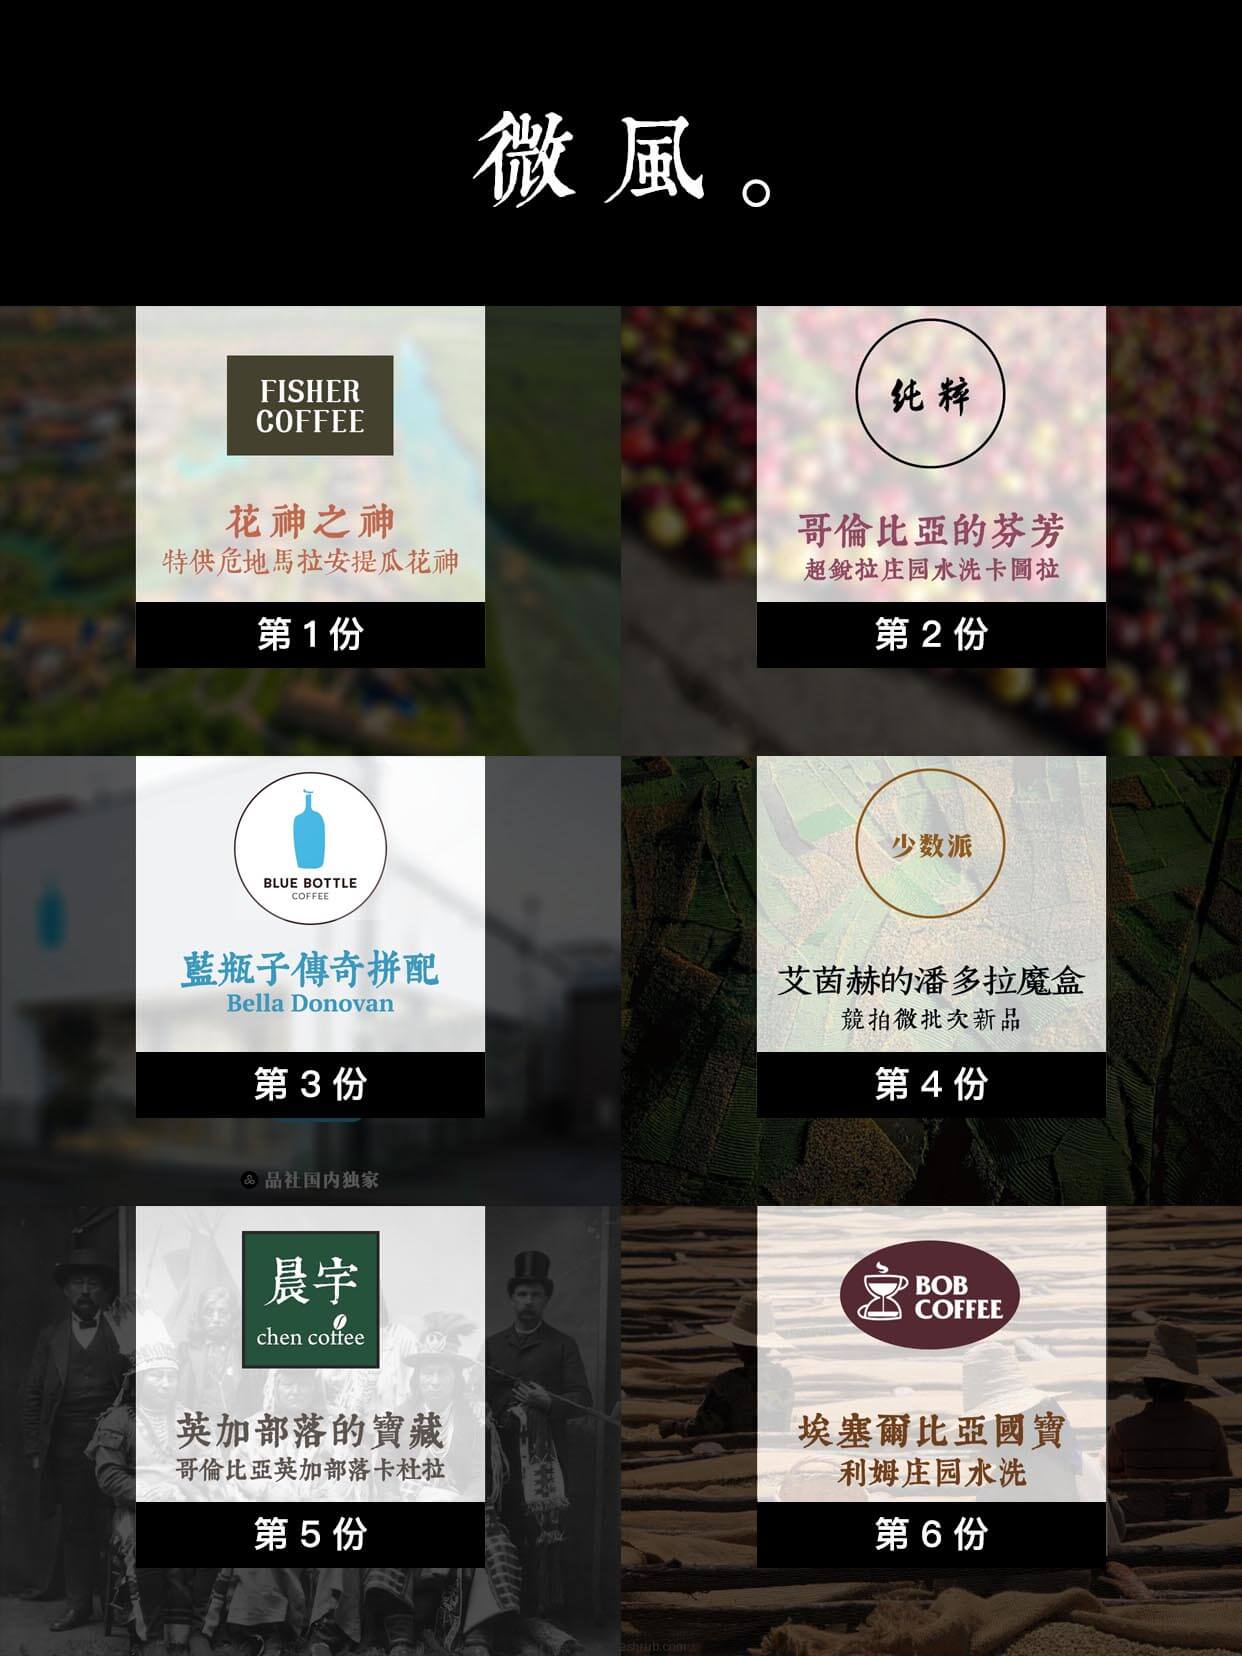 微風。
FISHER
COFFEE
花神之神
特供危地馬拉安提瓜花神
第1份
纯粹
哥倫比亞的芬芳
超銳拉庄园水洗卡圖拉
第2份
BLUE BOTTLE
COFFEE
藍瓶子傳奇拼配
Bella Donovan
第3份
品社国内独家
少数派
艾茵赫的潘多拉魔盒
競拍微批次新品
第4份
晨宇
chen coffee
英加部落的寶藏
哥倫比亞英加部落卡杜拉
第5份
BOB
COFFEE
埃塞爾比亞國寶
利姆庄园水洗
第6份